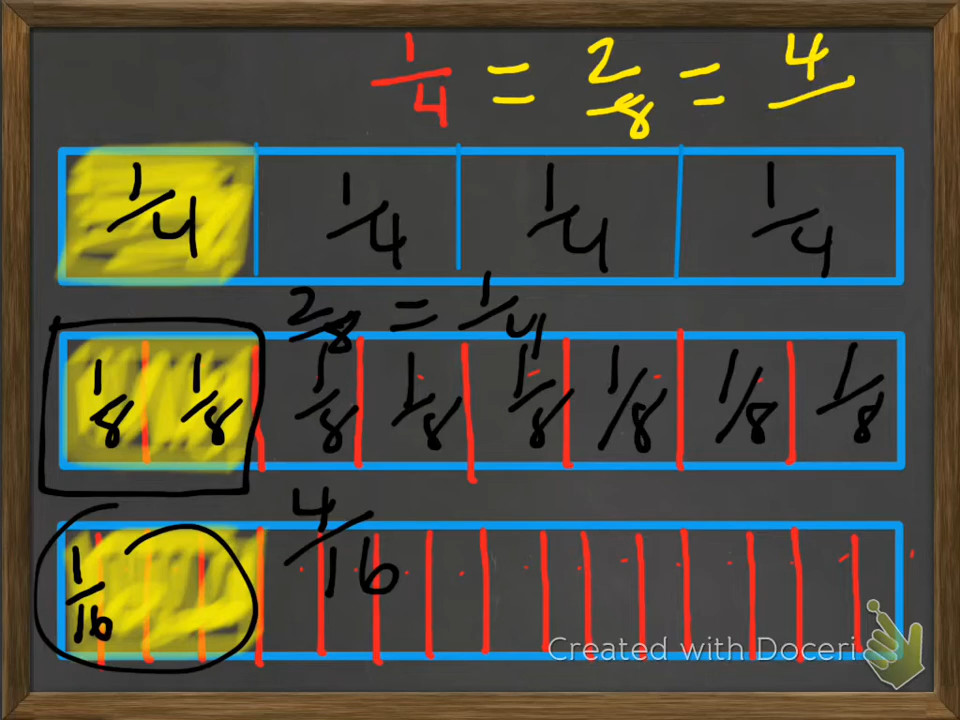 1/4 = 2/8 = 4/
1/4 1/4 1/4 1/4
2/8 = 1/4
1/8 1/8 1/8 1/8 1/8 1/8 1/8 1/8
4/16
1/16
Created with Doceri